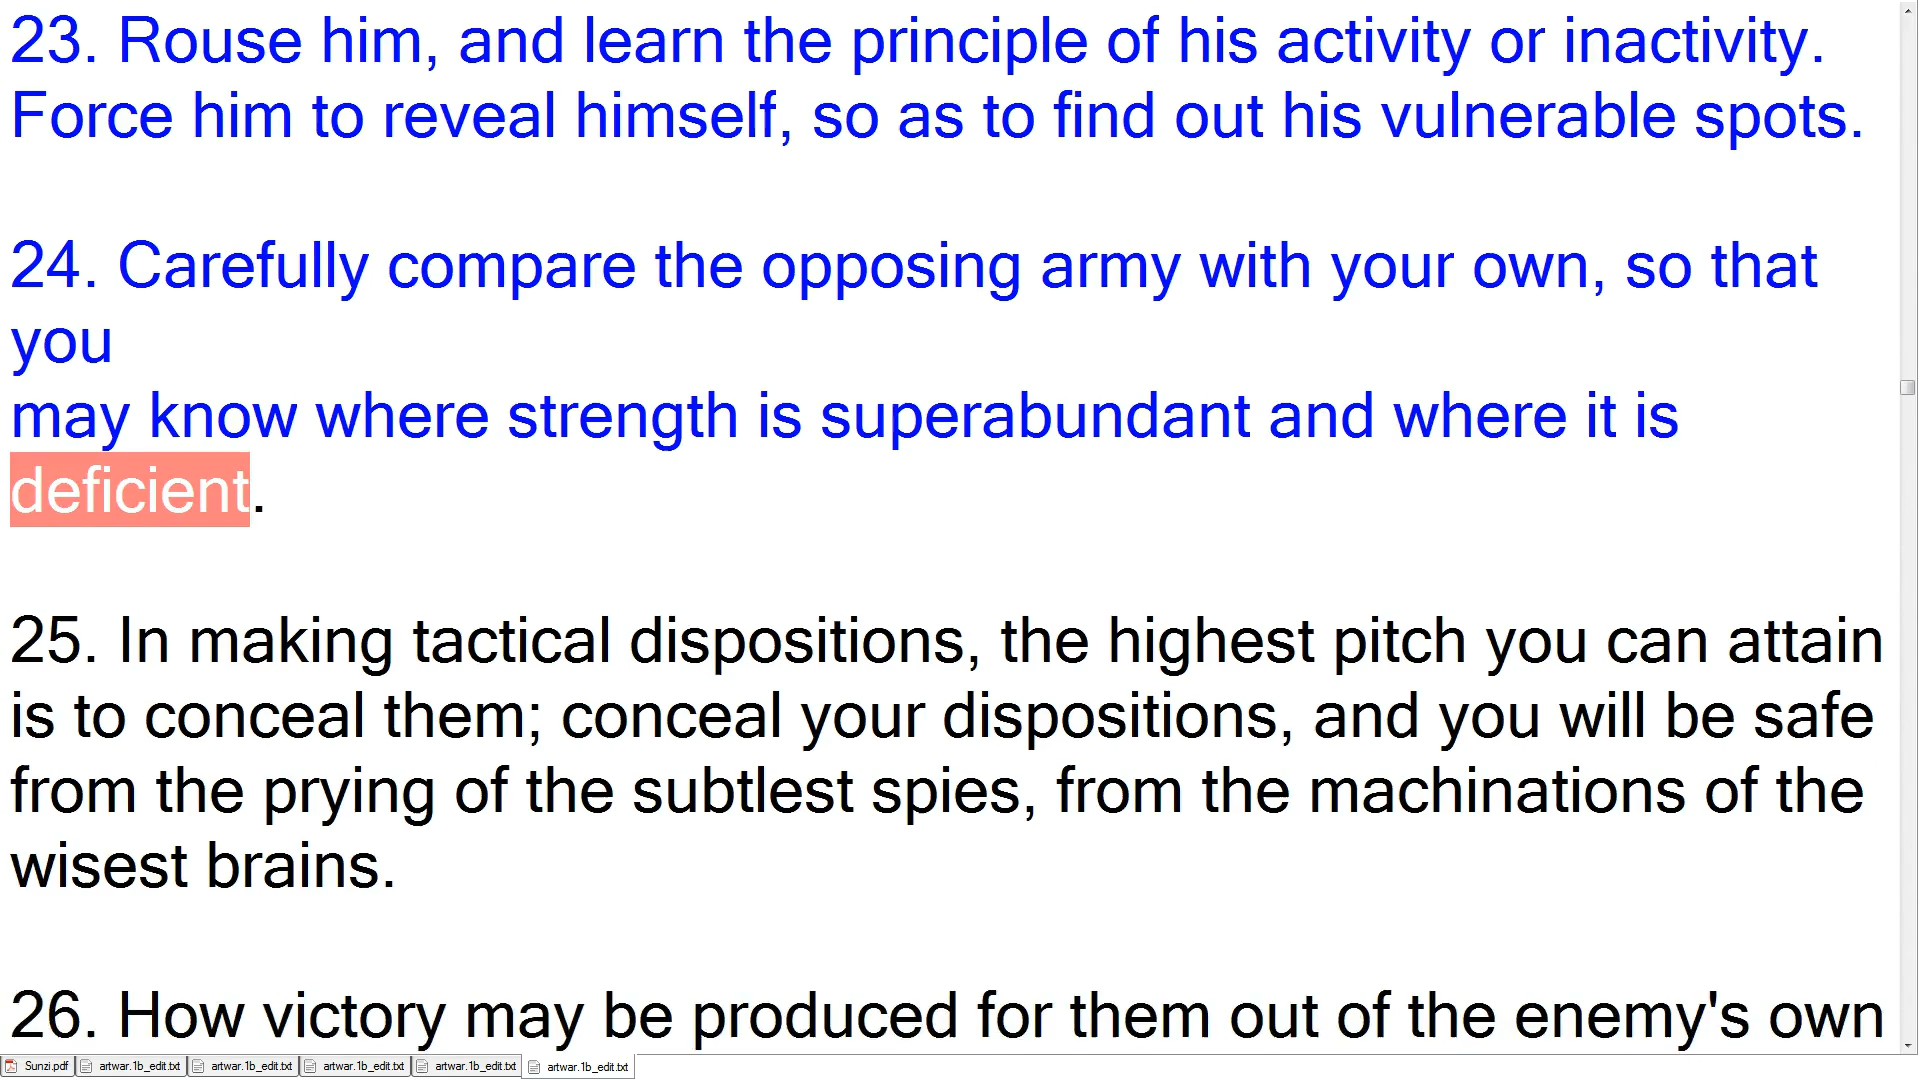 23. Rouse him, and learn the principle of his activity or inactivity.
Force him to reveal himself, so as to find out his vulnerable spots.
24. Carefully compare the opposing army with your own, so that
you
may know where strength is superabundant and where it is
deficient.
25. In making tactical dispositions, the highest pitch you can attain
is to conceal them; conceal your dispositions, and you will be safe
from the prying of the subtlest spies, from the machinations of the
wisest brains.
26. How victory may be produced for them out of the enemy's own
Sunzi.pdf artwar.1b_edit.txt artwar.1b_edit.txt artwar.1b_edit.txt artwar.1b_edit.txt artwar.1b_edit.txt